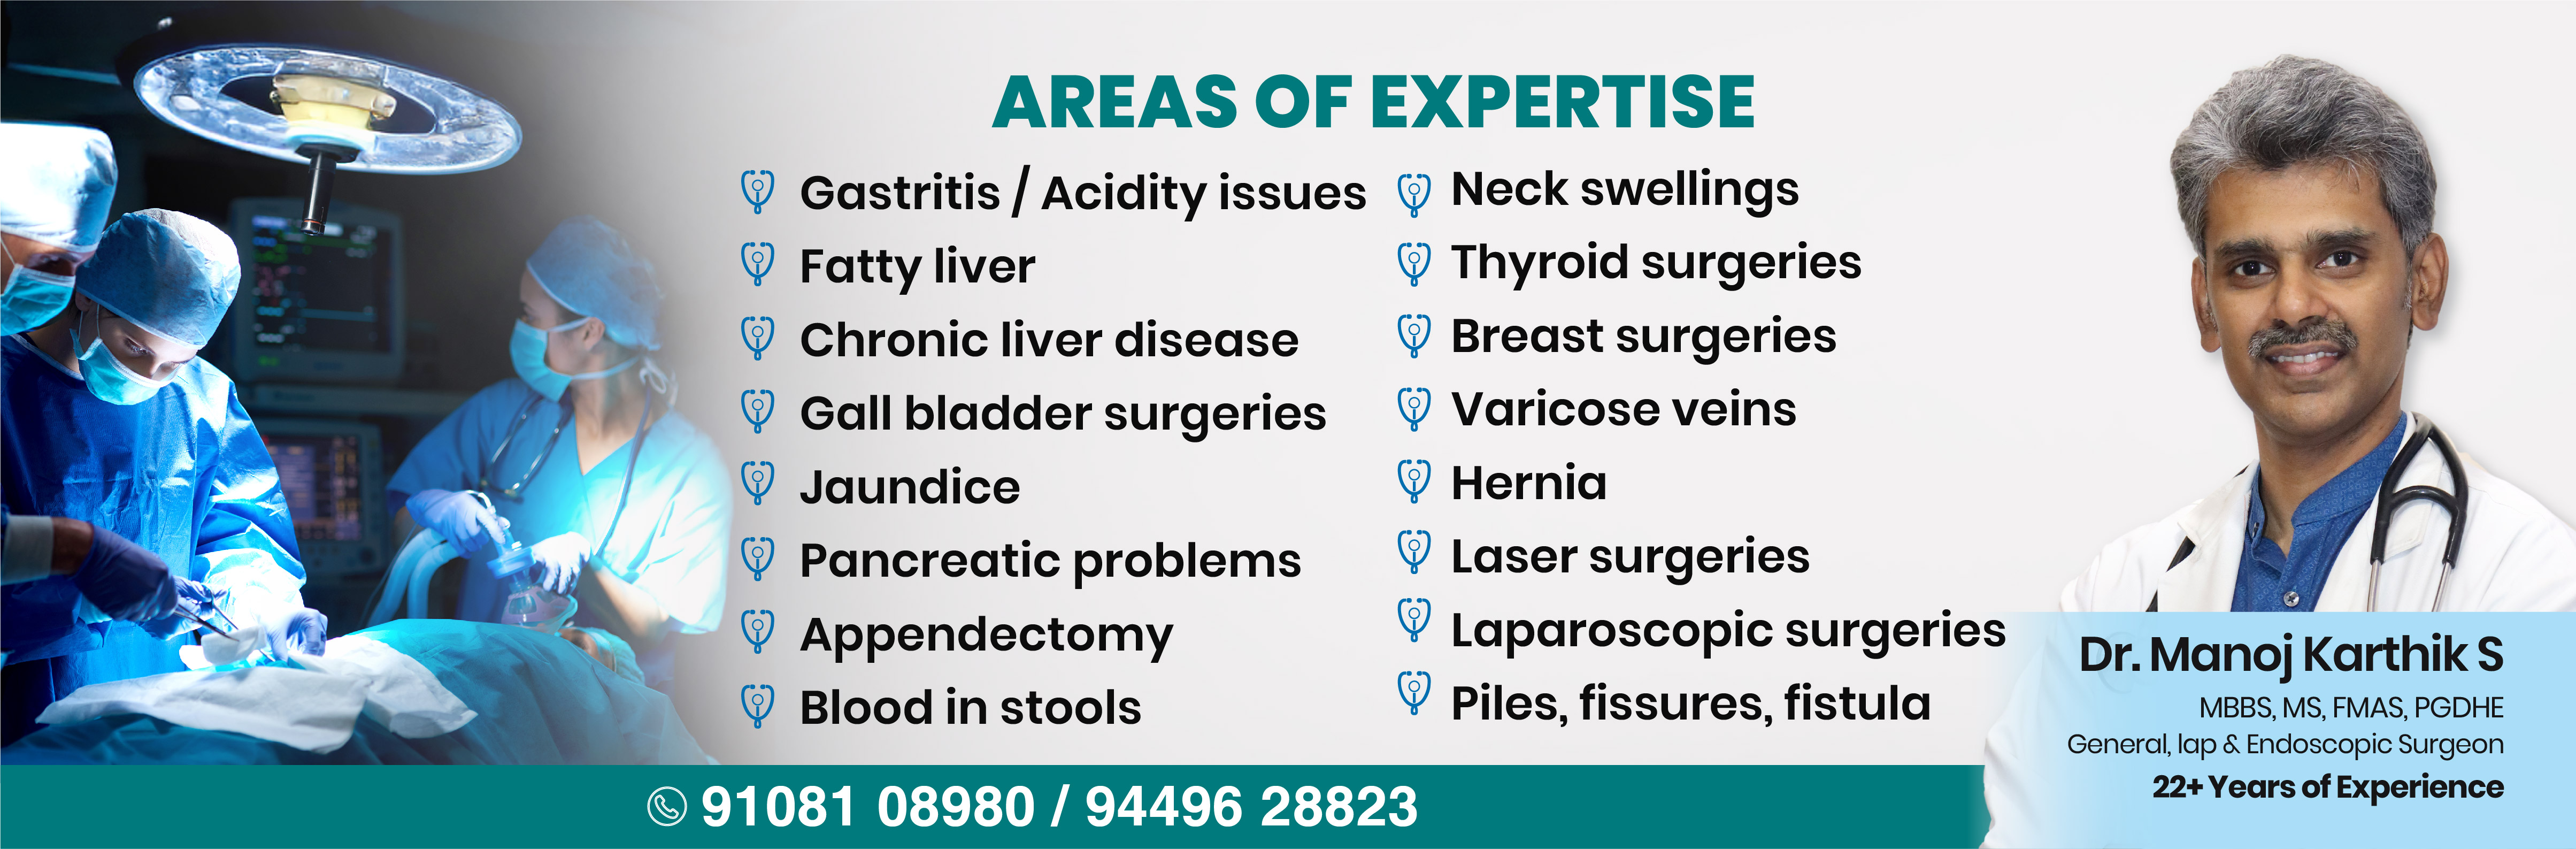 AREAS OF EXPERTISE
Gastritis / Acidity issues
Fatty liver
Chronic liver disease
Gall bladder surgeries
Jaundice
Pancreatic problems
Appendectomy
Blood in stools
Neck swellings
Thyroid surgeries
Breast surgeries
Varicose veins
Hernia
Laser surgeries
Laparoscopic surgeries
Piles, fissures, fistula
Dr. Manoj Karthik S
MBBS, MS, FMAS, PGDHE
General, lap & Endoscopic Surgeon
22+ Years of Experience
91081 08980 / 94496 28823